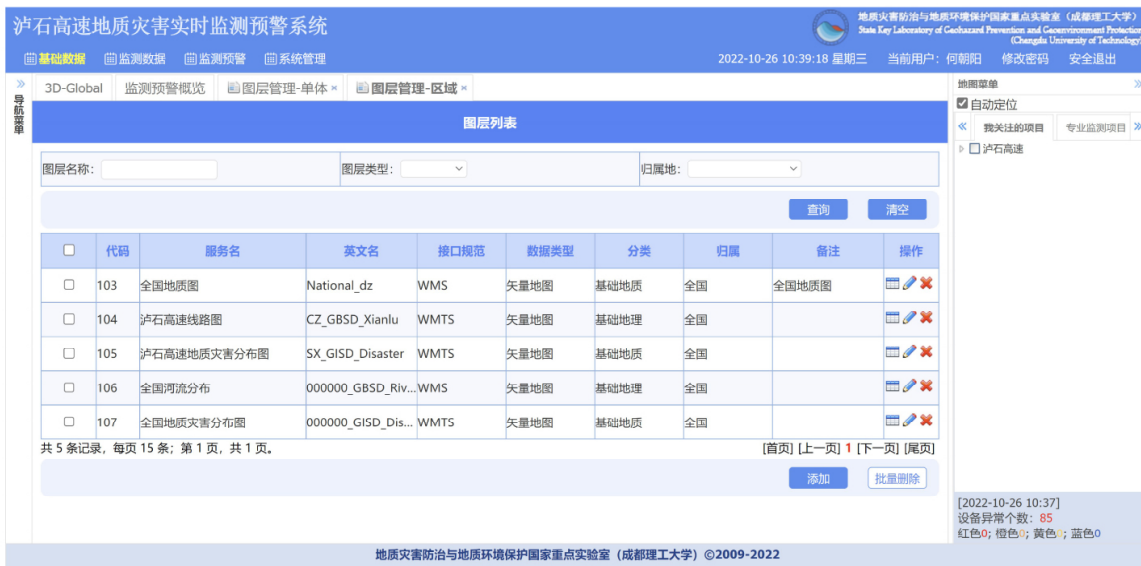 泸石高速地质灾害实时监测预警系统
地质灾害防治与地质环境保护国家重点实验室（成都理工大学）
State Key Laboratory of Geohazard Prevention and Geoenvironment Protection
(Chengdu University of Technology)
基础数据 监测数据 监测预警 系统管理 2022-10-26 10:39:18 星期三 当前用户：何朝阳 修改密码 安全退出
导航菜单
3D-Global 监测预警概览 图层管理-单体 × 图层管理-区域 ×
图层列表
图层名称： 图层类型： 归属地：
查询 清空
代码 服务名 英文名 接口规范 数据类型 分类 归属 备注 操作
103 全国地质图 National_dz WMS 矢量地图 基础地质 全国 全国地质图
104 泸石高速线路图 CZ_GBSD_Xianlu WMTS 矢量地图 基础地理 全国
105 泸石高速地质灾害分布图 SX_GISD_Disaster WMTS 矢量地图 基础地质 全国
106 全国河流分布 000000_GBSD_Riv... WMS 矢量地图 基础地理 全国
107 全国地质灾害分布图 000000_GISD_Dis... WMTS 矢量地图 基础地质 全国
共 5 条记录，每页 15 条；第 1 页，共 1 页。 [首页] [上一页] 1 [下一页] [尾页]
添加 批量删除
地图菜单
自动定位
我关注的项目 专业监测项目
泸石高速
[2022-10-26 10:37]
设备异常个数：85
红色0; 橙色0; 黄色0; 蓝色0
地质灾害防治与地质环境保护国家重点实验室（成都理工大学）©2009-2022